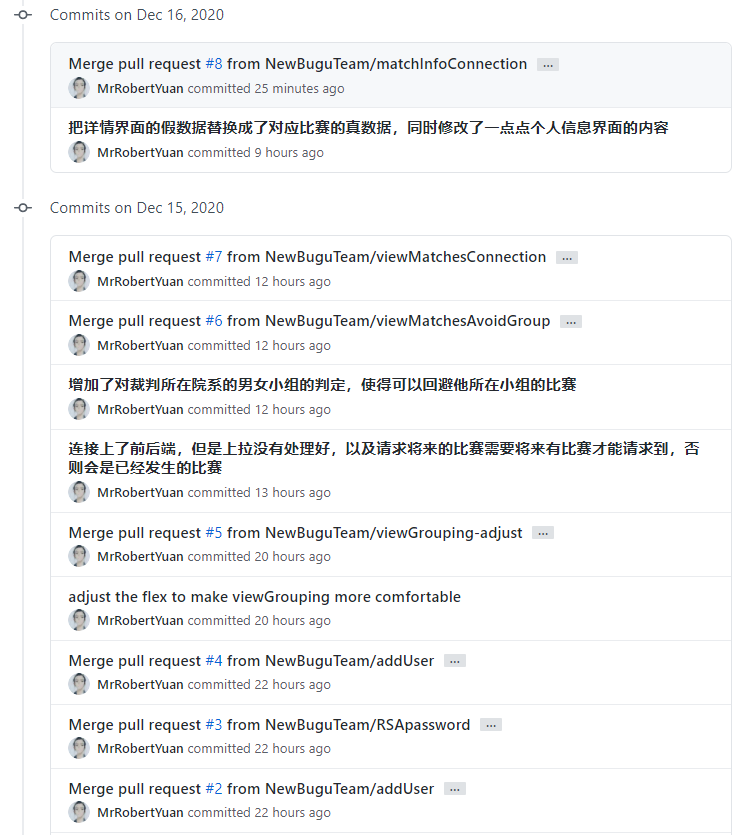 Commits on Dec 16, 2020
Merge pull request #8 from NewBuguTeam/matchInfoConnection ...
MrRobertYuan committed 25 minutes ago
把详情界面的假数据替换成了对应比赛的真数据，同时修改了一点点个人信息界面的内容
MrRobertYuan committed 9 hours ago
Commits on Dec 15, 2020
Merge pull request #7 from NewBuguTeam/viewMatchesConnection ...
MrRobertYuan committed 12 hours ago
Merge pull request #6 from NewBuguTeam/viewMatchesAvoidGroup ...
MrRobertYuan committed 12 hours ago
增加了对裁判所在院系的男女小组的判定，使得可以回避他所在小组的比赛
MrRobertYuan committed 12 hours ago
连接上了前后端，但是上拉没有处理好，以及请求将来的比赛需要将来有比赛才能请求到，否
则会是已经发生的比赛
MrRobertYuan committed 13 hours ago
Merge pull request #5 from NewBuguTeam/viewGrouping-adjust ...
MrRobertYuan committed 20 hours ago
adjust the flex to make viewGrouping more comfortable
MrRobertYuan committed 20 hours ago
Merge pull request #4 from NewBuguTeam/addUser ...
MrRobertYuan committed 22 hours ago
Merge pull request #3 from NewBuguTeam/RSApassword ...
MrRobertYuan committed 22 hours ago
Merge pull request #2 from NewBuguTeam/addUser ...
MrRobertYuan committed 22 hours ago